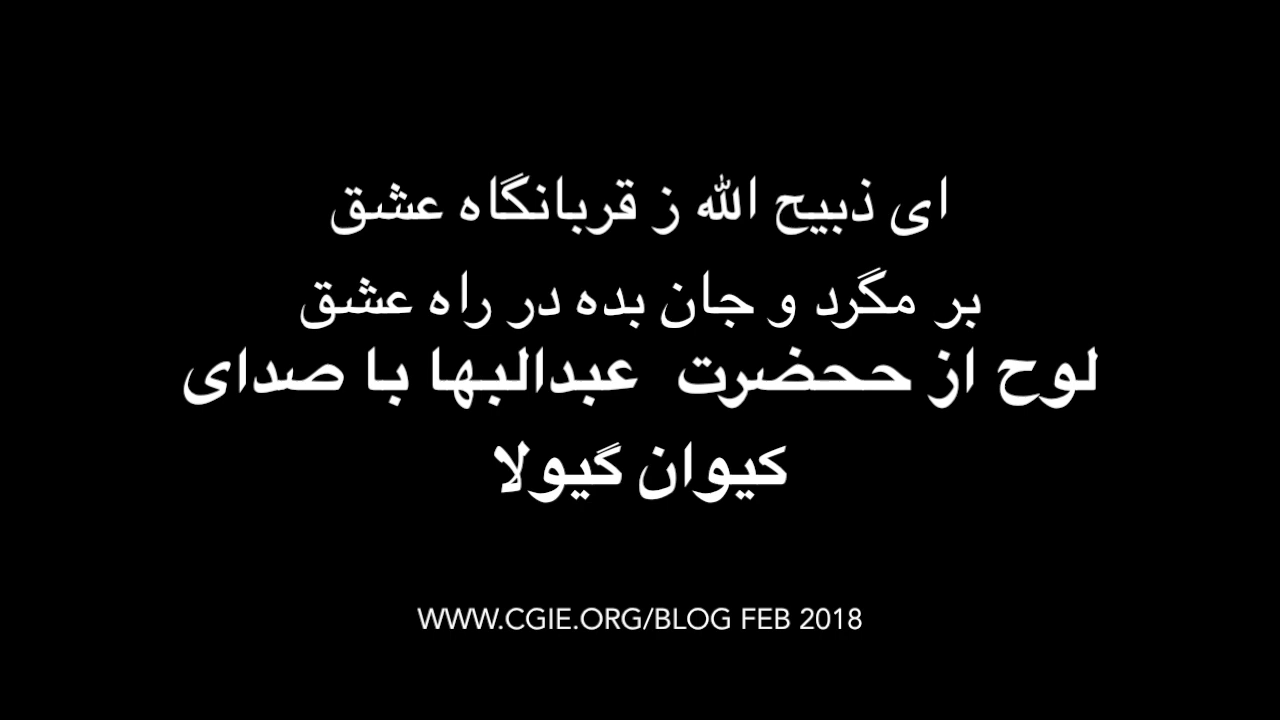 ای ذبیح الله ز قربانگاه عشق
بر مگرد و جان بده در راه عشق
لوح از ححضرت عبدالبها با صدای
کیوان گیولا
WWW.CGIE.ORG/BLOG FEB 2018